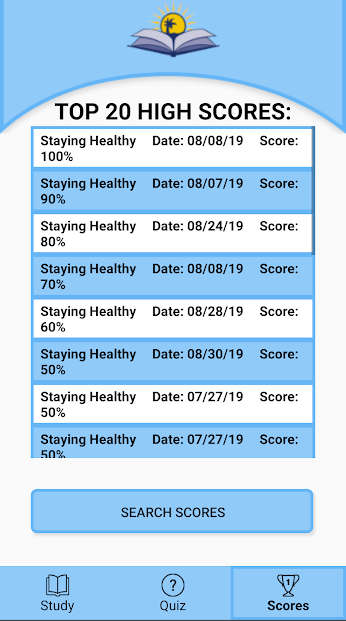 TOP 20 HIGH SCORES:
Staying Healthy Date: 08/08/19 Score:
100%
Staying Healthy Date: 08/07/19 Score:
90%
Staying Healthy Date: 08/24/19 Score:
80%
Staying Healthy Date: 08/08/19 Score:
70%
Staying Healthy Date: 08/28/19 Score:
60%
Staying Healthy Date: 08/30/19 Score:
50%
Staying Healthy Date: 07/27/19 Score:
50%
Staying Healthy Date: 07/27/19 Score:
50%
SEARCH SCORES
?
1
Study Quiz Scores